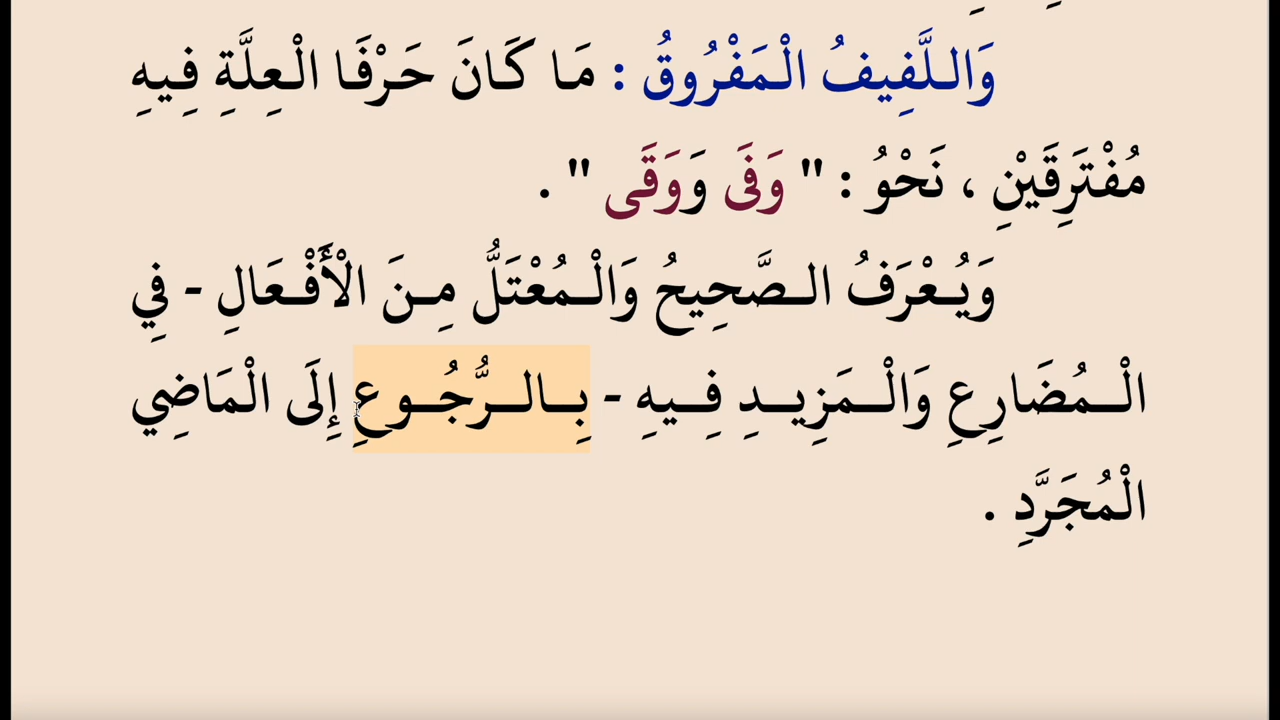 وَاللَّفِيفُ الْمَفْرُوقُ : مَا كَانَ حَرْفَا الْعِلَّةِ فِيهِ
مُفْتَرِقَيْنِ ، نَحْوُ : " وَفَى وَوَقَى " .
وَيُعْرَفُ الصَّحِيحُ وَالْمُعْتَلُّ مِنَ الْأَفْعَالِ - فِي
الْمُضَارِعِ وَالْمَزِيدِ فِيهِ - بِالرُّجُوعِ إِلَى الْمَاضِي
الْمُجَرَّدِ .